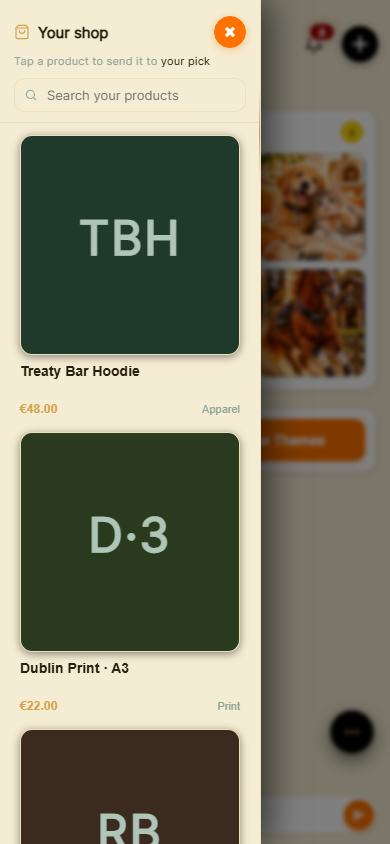 Your shop
Tap a product to send it to your pick
Search your products
TBH
Treaty Bar Hoodie
€48.00 Apparel
D·3
Dublin Print · A3
€22.00 Print
RB
Themes